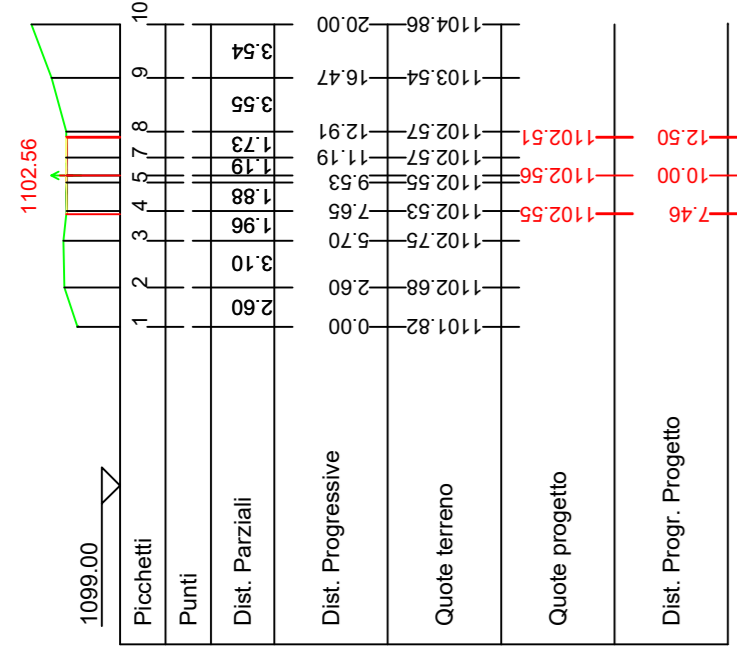 1102.56
1099.00
Picchetti 1 2 3 4 5 7 8 9 10
Punti
Dist. Parziali 2.60 3.10 1.96 1.88 1.19 1.73 3.55 3.54
Dist. Progressive 0.00 2.60 5.70 7.65 9.53 11.19 12.91 16.47 20.00
Quote terreno 1101.82 1102.68 1102.75 1102.53 1102.55 1102.57 1102.57 1103.54 1104.86
Quote progetto 1102.55 1102.56 1102.51
Dist. Progr. Progetto 7.46 10.00 12.50